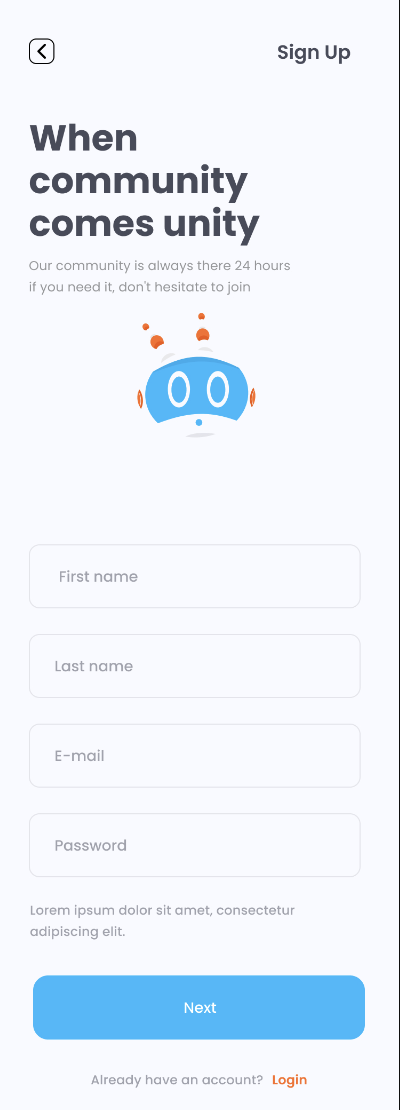 Sign Up
When
community
comes unity
Our community is always there 24 hours
if you need it, don't hesitate to join
First name
Last name
E-mail
Password
Lorem ipsum dolor sit amet, consectetur
adipiscing elit.
Next
Already have an account? Login